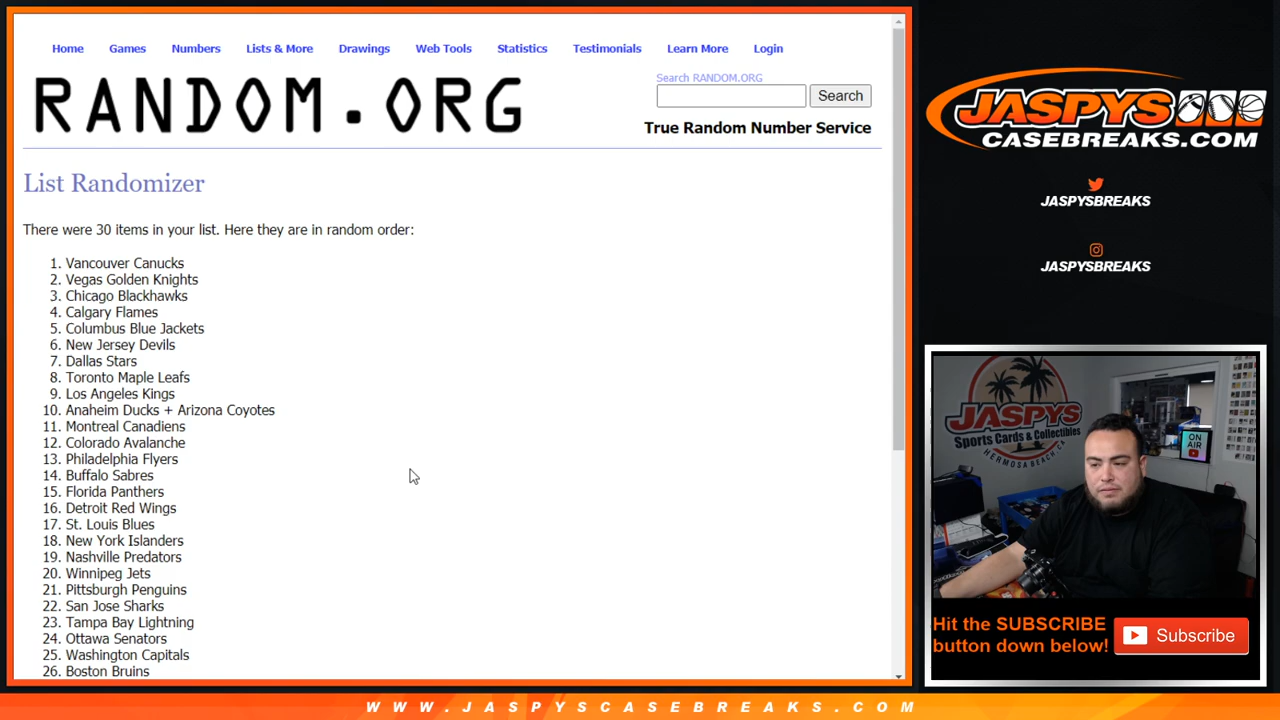 Home Games Numbers Lists & More Drawings Web Tools Statistics Testimonials Learn More Login
RANDOM.ORG
Search RANDOM.ORG
Search
True Random Number Service
List Randomizer
There were 30 items in your list. Here they are in random order:
1. Vancouver Canucks
2. Vegas Golden Knights
3. Chicago Blackhawks
4. Calgary Flames
5. Columbus Blue Jackets
6. New Jersey Devils
7. Dallas Stars
8. Toronto Maple Leafs
9. Los Angeles Kings
10. Anaheim Ducks + Arizona Coyotes
11. Montreal Canadiens
12. Colorado Avalanche
13. Philadelphia Flyers
14. Buffalo Sabres
15. Florida Panthers
16. Detroit Red Wings
17. St. Louis Blues
18. New York Islanders
19. Nashville Predators
20. Winnipeg Jets
21. Pittsburgh Penguins
22. San Jose Sharks
23. Tampa Bay Lightning
24. Ottawa Senators
25. Washington Capitals
26. Boston Bruins
JASPYS
CASEBREAKS.COM
JASPYSBREAKS
JASPYSBREAKS
JASPYS
Sports Cards & Collectibles
HERMOSA BEACH, CA
ON
AIR
Hit the SUBSCRIBE
button down below!
Subscribe
WWW.JASPYSCASEBREAKS.COM